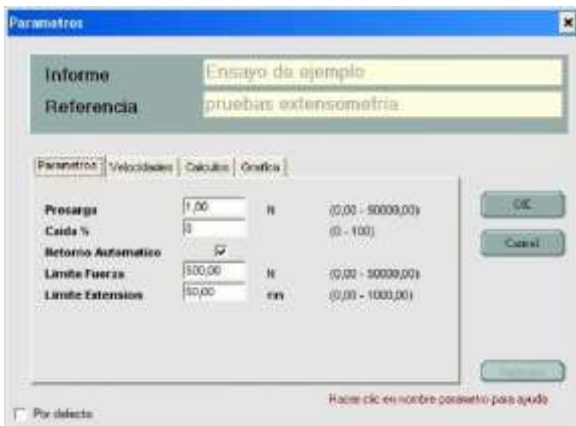 Parametros
Informe Ensayo de ejemplo
Referencia pruebas extensometria
Parametros Velocidades Calculos Grafica
Precarga 1,00 N (0,00 - 50000,00)
Caida % 0 (0 - 100)
Retorno Automatico
Limite Fuerza 500,00 N (0,00 - 50000,00)
Limite Extension 50,00 mm (0,00 - 1000,00)
OK
Cancel
Hacer clic en nombre parametro para ayuda
Por defecto